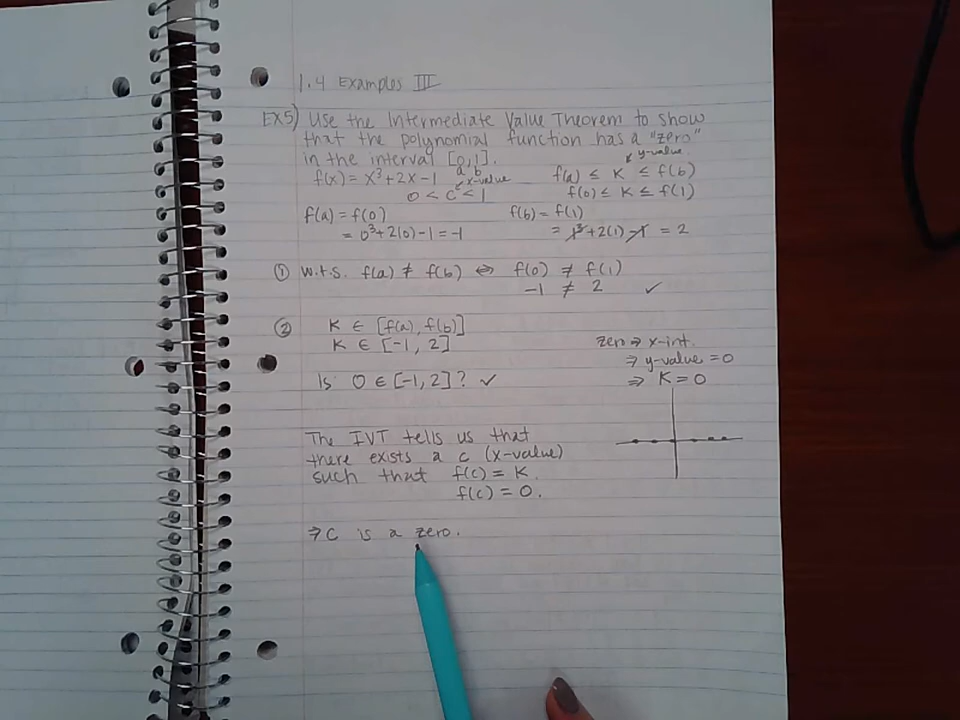 1.4 Examples III
EX5) Use the Intermediate Value Theorem to show
that the polynomial function has a "zero"
in the interval [0,1].
a b
f(x) = x³+2x-1
x-value
0 < c < 1
y-value
f(a) ≤ K ≤ f(b)
f(0) ≤ K ≤ f(1)
f(a) = f(0)
= 0³+2(0)-1 = -1
f(b) = f(1)
= 1³+2(1)-1 = 2
① W.T.S. f(a) ≠ f(b) ⇔ f(0) ≠ f(1)
-1 ≠ 2 ✓
② K ∈ [f(a), f(b)]
K ∈ [-1, 2]
Is 0 ∈ [-1, 2]? ✓
zero ⇒ x-int.
⇒ y-value = 0
⇒ K = 0
The IVT tells us that
there exists a c (x-value)
such that f(c) = K.
f(c) = 0.
⇒ C is a zero.